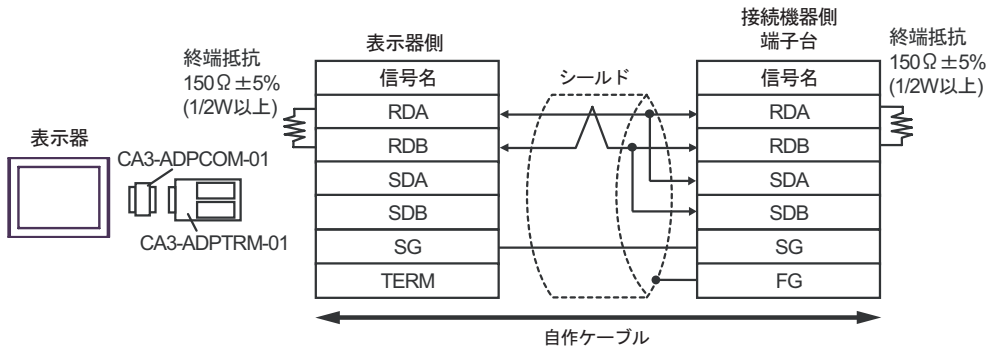 接続機器側
端子台
表示器側
終端抵抗
150Ω±5%
(1/2W以上)
終端抵抗
150Ω±5%
(1/2W以上)
信号名
シールド
信号名
RDA
RDA
表示器
RDB
RDB
CA3-ADPCOM-01
SDA
SDA
SDB
SDB
CA3-ADPTRM-01
SG
SG
TERM
FG
自作ケーブル